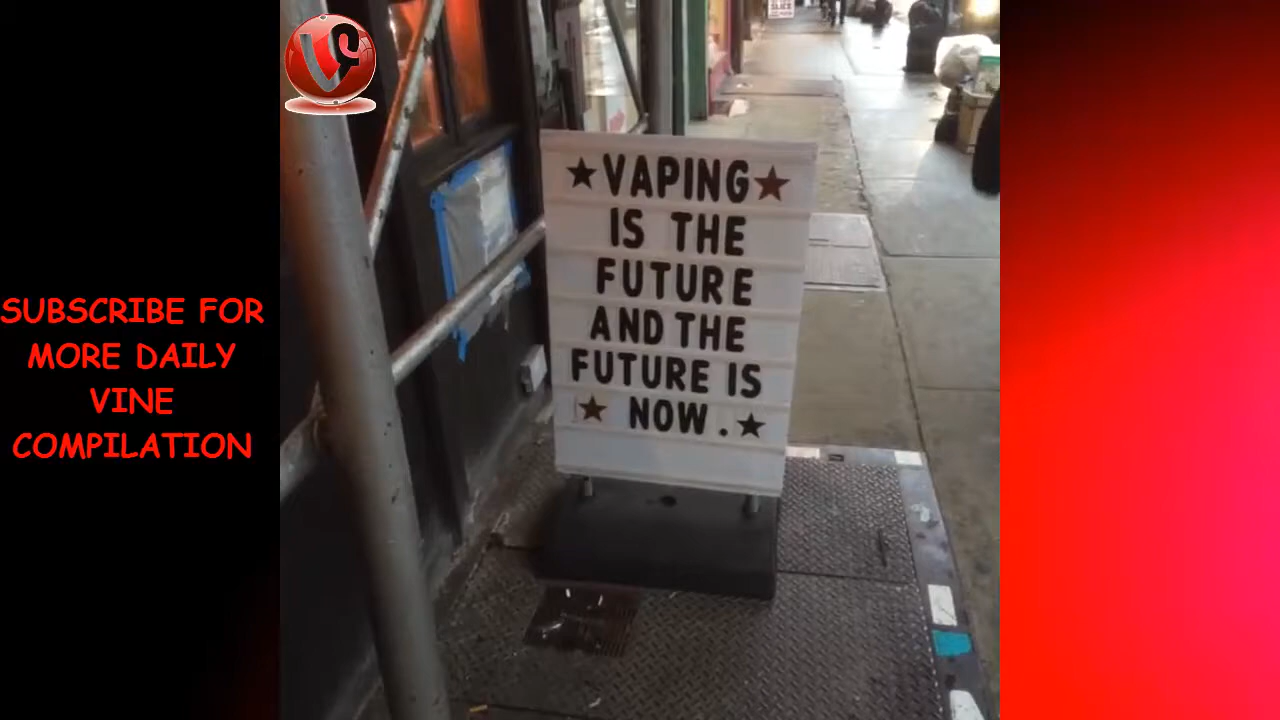 SUBSCRIBE FOR
MORE DAILY
VINE
COMPILATION
★VAPING★
IS THE
FUTURE
AND THE
FUTURE IS
★ NOW. ★